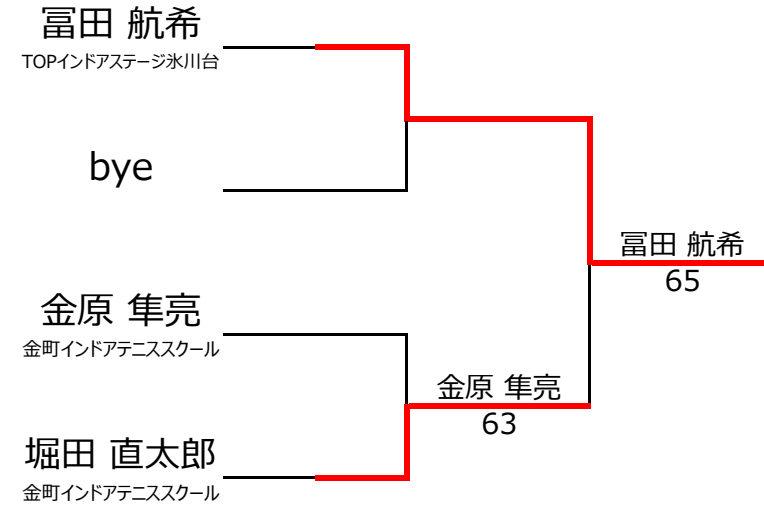 冨田 航希
TOPインドアステージ氷川台
bye
冨田 航希
65
金原 隼亮
金町インドアテニススクール
金原 隼亮
63
堀田 直太郎
金町インドアテニススクール